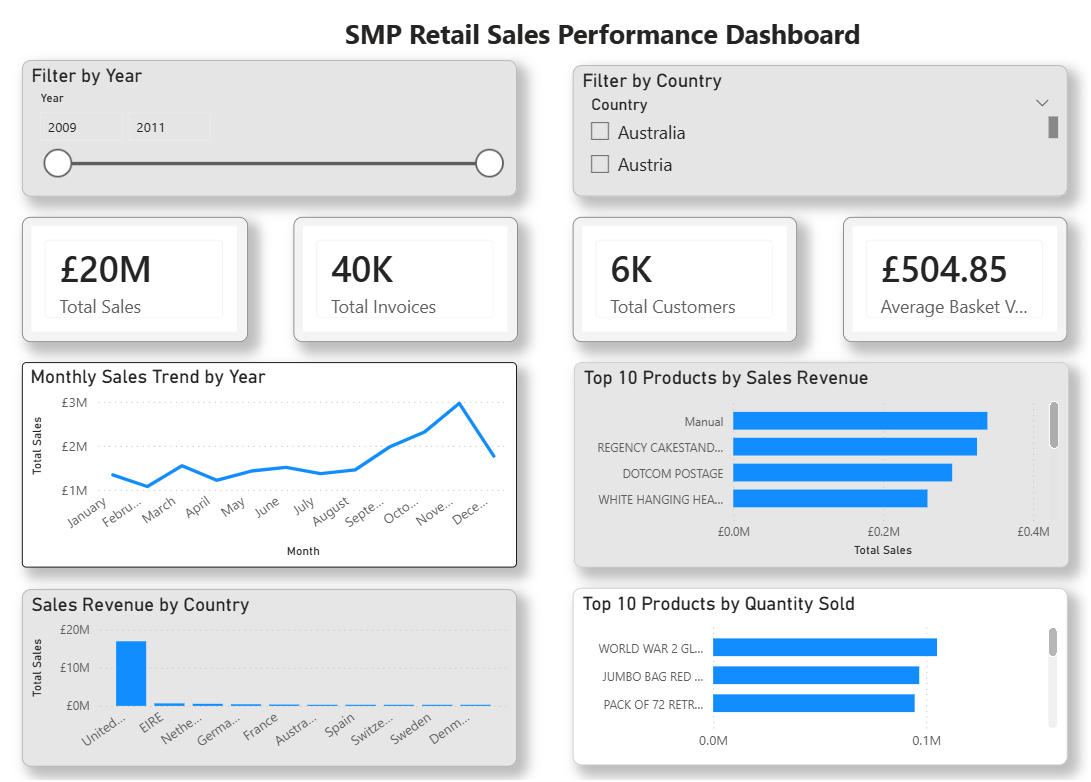 SMP Retail Sales Performance Dashboard
Filter by Year
Year
2009 2011
Filter by Country
Country
Australia
Austria
£20M
Total Sales
40K
Total Invoices
6K
Total Customers
£504.85
Average Basket V...
Monthly Sales Trend by Year
Total Sales
£3M
£2M
£1M
January Febru... March April May June July August Septe... Octo... Nove... Dece...
Month
Top 10 Products by Sales Revenue
Manual
REGENCY CAKESTAND...
DOTCOM POSTAGE
WHITE HANGING HEA...
£0.0M £0.2M £0.4M
Total Sales
Sales Revenue by Country
Total Sales
£20M
£10M
£0M
United... EIRE Nethe... Germa... France Austra... Spain Switze... Sweden Denm...
Top 10 Products by Quantity Sold
WORLD WAR 2 GL...
JUMBO BAG RED ...
PACK OF 72 RETR...
0.0M 0.1M